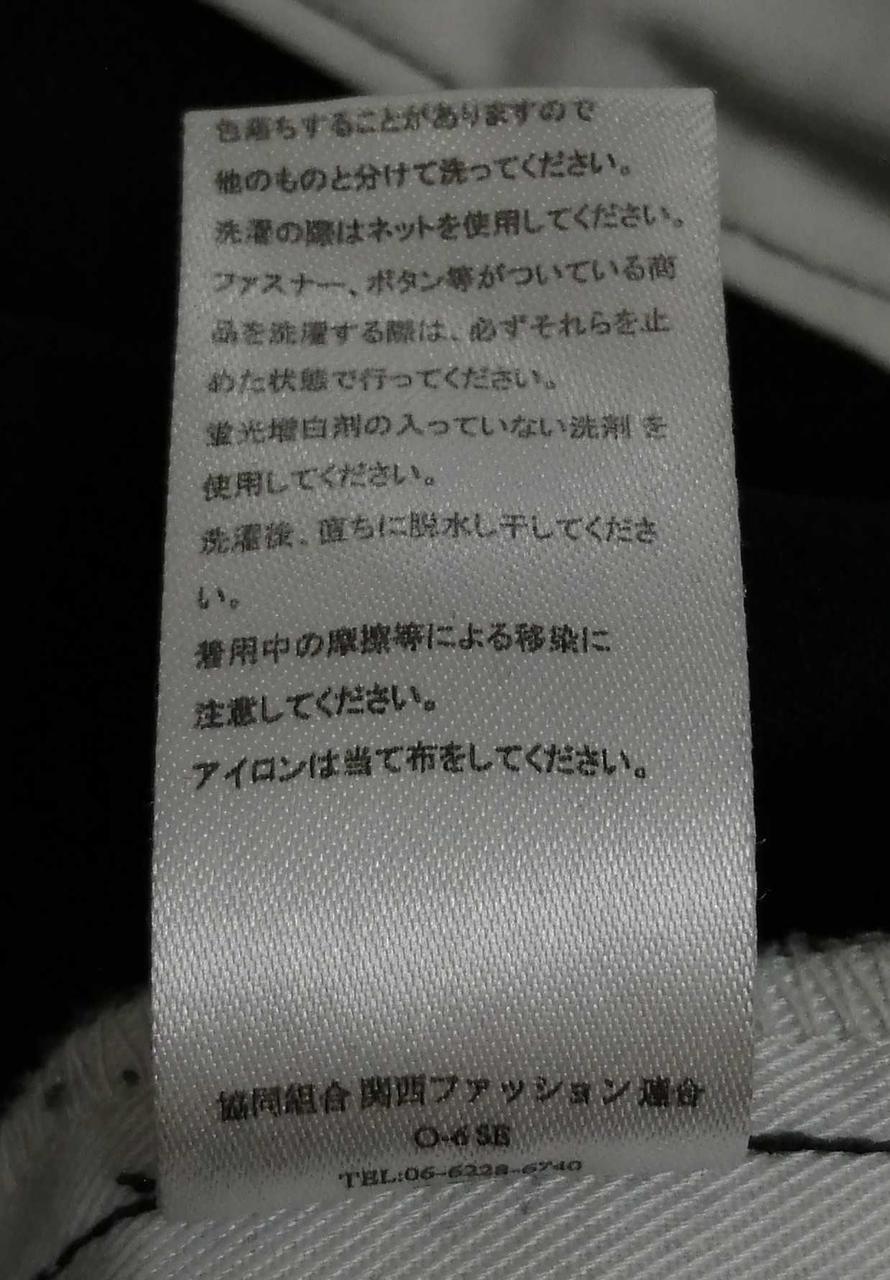 色落ちすることがありますので
他のものと分けて洗ってください。
洗濯の際はネットを使用してください。
ファスナー、ボタン等がついている商
品を洗濯する際は、必ずそれらを止
めた状態で行ってください。
蛍光増白剤の入っていない洗剤 を
使用してください。
洗濯後、直ちに脱水し干してくださ
い。
着用中の摩擦等による移染に
注意してください。
アイロンは当て布をしてください。
協同組合 関西ファッション連合
O-6 SE
TEL:06-6228-6740